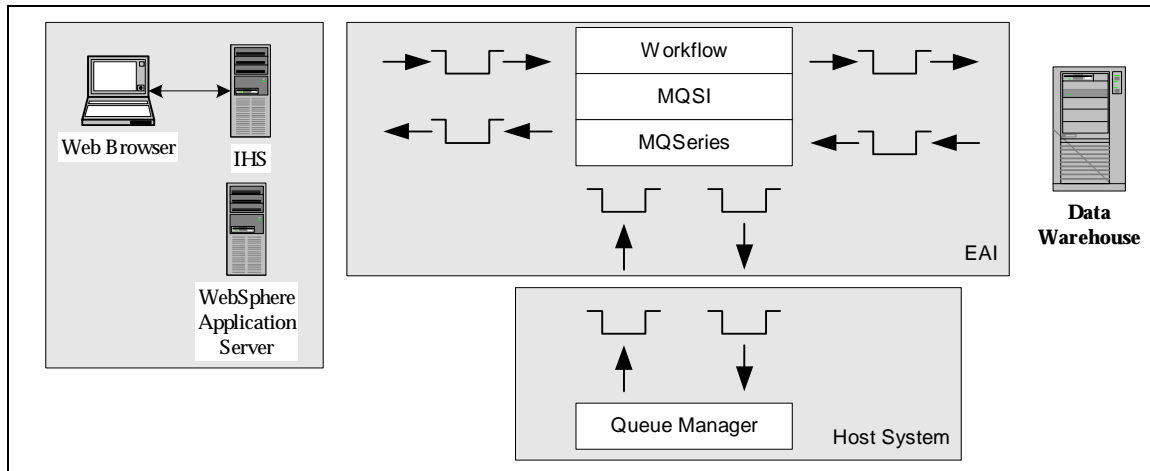 Web Browser
IHS
WebSphere
Application
Server
Workflow
MQSI
MQSeries
EAI
Data
Warehouse
Queue Manager
Host System